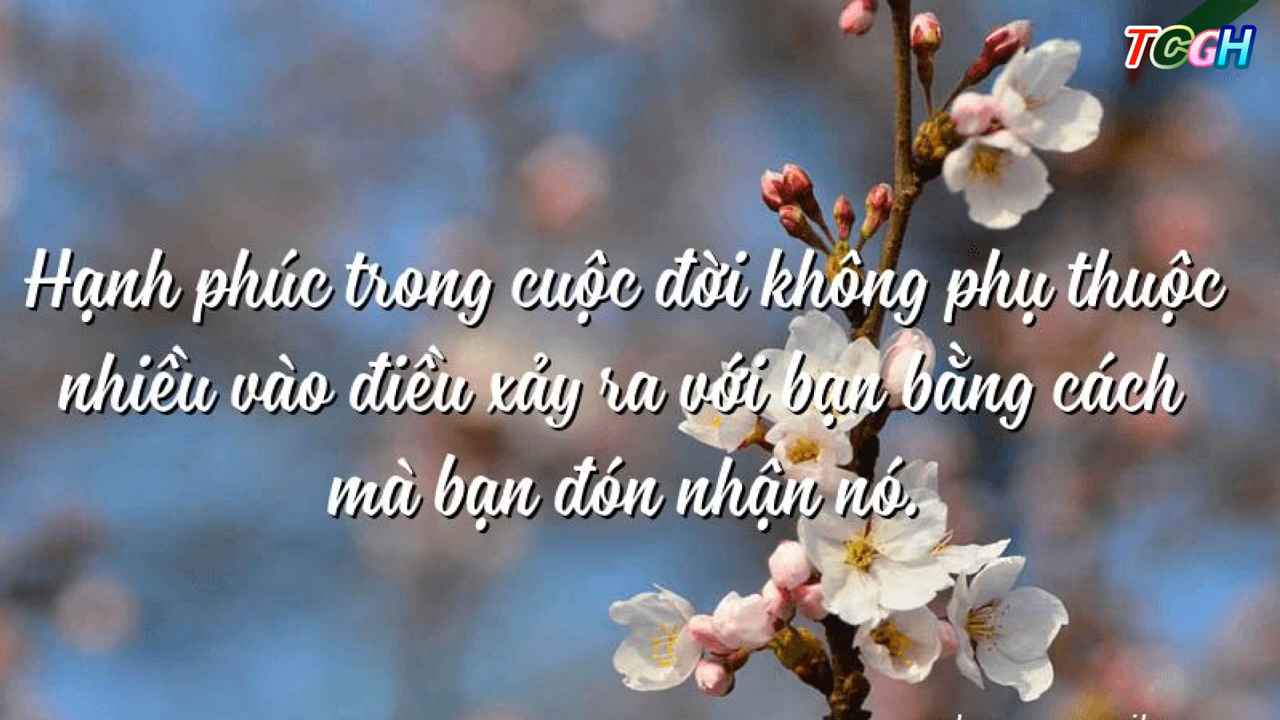 TCGH
Hạnh phúc trong cuộc đời không phụ thuộc
nhiều vào điều xảy ra với bạn bằng cách
mà bạn đón nhận nó.